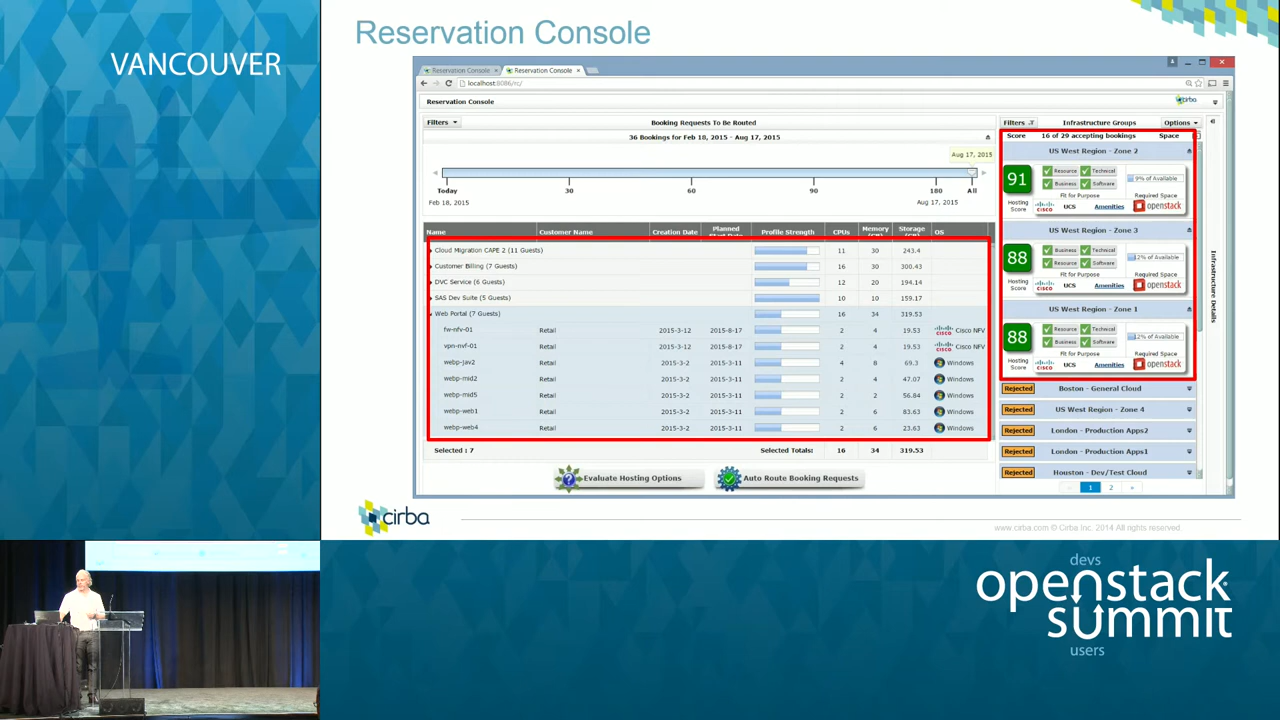 VANCOUVER
Reservation Console
Reservation Console × Reservation Console ×
localhost:8086/rc/
Reservation Console
cirba
Filters
Booking Requests To Be Routed
36 Bookings for Feb 18, 2015 - Aug 17, 2015
Aug 17, 2015
Today 30 60 90 180 All
Feb 18, 2015 Aug 17, 2015
Name Customer Name Creation Date Planned Profile Strength CPUs Memory Storage OS
Cloud Migration CAPE 2 (11 Guests) 11 30 243.4
Customer Billing (7 Guests) 16 30 300.43
DVC Service (6 Guests) 12 20 194.14
SAS Dev Suite (5 Guests) 10 10 159.17
Web Portal (7 Guests) 16 34 319.53
fw-nfv-01 Retail 2015-3-12 2015-8-17 2 4 19.53 Cisco NFV
vpn-nvf-01 Retail 2015-3-12 2015-8-17 2 4 19.53 Cisco NFV
webp-jav2 Retail 2015-3-2 2015-3-11 4 8 69.3 Windows
webp-mid2 Retail 2015-3-2 2015-3-11 2 4 47.07 Windows
webp-mid5 Retail 2015-3-2 2015-3-11 2 2 56.84 Windows
webp-web1 Retail 2015-3-2 2015-3-11 2 6 83.63 Windows
webp-web4 Retail 2015-3-2 2015-3-11 2 6 23.63 Windows
Selected : 7 Selected Totals: 16 34 319.53
Evaluate Hosting Options Auto Route Booking Requests
Filters Infrastructure Groups Options
Score 16 of 29 accepting bookings Space
US West Region - Zone 2
91 Resource Technical 9% of Available
Business Software
Fit for Purpose Required Space
Hosting Score CISCO UCS Amenities openstack
US West Region - Zone 3
88 Business Technical 2% of Available
Resource Software
Fit for Purpose Required Space
Hosting Score CISCO UCS Amenities openstack
US West Region - Zone 1
88 Resource Technical 2% of Available
Business Software
Fit for Purpose Required Space
Hosting Score CISCO UCS Amenities openstack
Rejected Boston - General Cloud
Rejected US West Region - Zone 4
Rejected London - Production Apps2
Rejected London - Production Apps1
Rejected Houston - Dev/Test Cloud
1 2
Infrastructure Details
cirba
www.cirba.com © Cirba Inc. 2014 All rights reserved
devs
openstack
summit
users